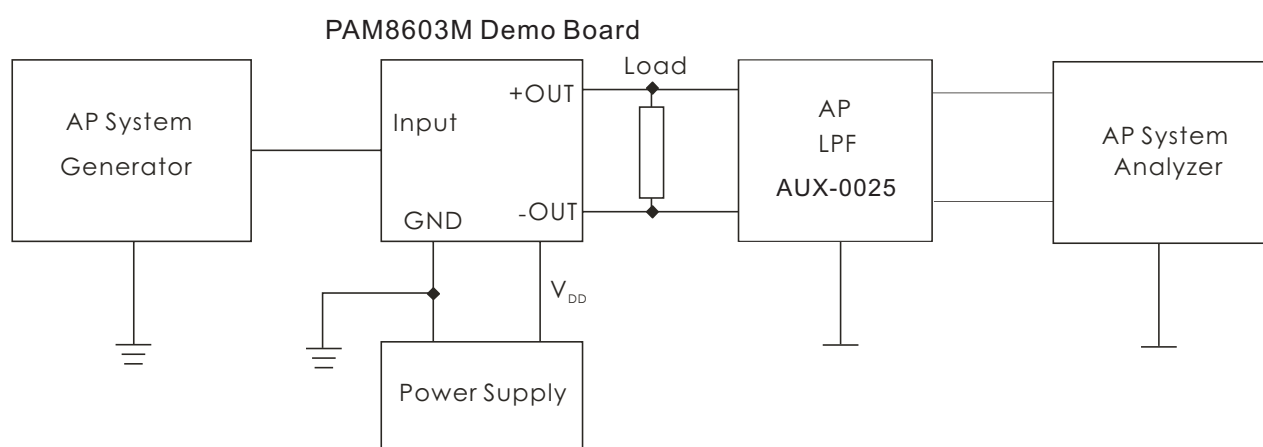 PAM8603M Demo Board
AP System
Generator
Input
+OUT
-OUT
GND
Load
AP
LPF
AUX-0025
AP System
Analyzer
VDD
Power Supply